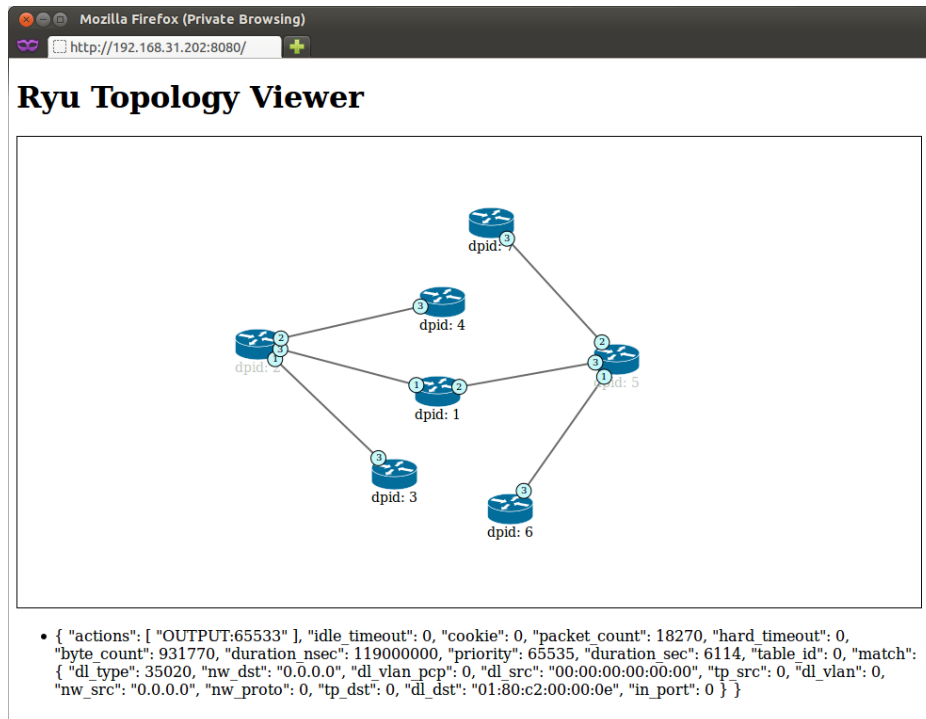 Mozilla Firefox (Private Browsing)
http://192.168.31.202:8080/
Ryu Topology Viewer
3
dpid: 7
3
dpid: 4
2
3
1
dpid: 2
2
3
1
dpid: 5
1
2
dpid: 1
3
dpid: 3
3
dpid: 6
{ "actions": [ "OUTPUT:65533" ], "idle_timeout": 0, "cookie": 0, "packet_count": 18270, "hard_timeout": 0,
"byte_count": 931770, "duration_nsec": 119000000, "priority": 65535, "duration_sec": 6114, "table_id": 0, "match":
{ "dl_type": 35020, "nw_dst": "0.0.0.0", "dl_vlan_pcp": 0, "dl_src": "00:00:00:00:00:00", "tp_src": 0, "dl_vlan": 0,
"nw_src": "0.0.0.0", "nw_proto": 0, "tp_dst": 0, "dl_dst": "01:80:c2:00:00:0e", "in_port": 0 } }